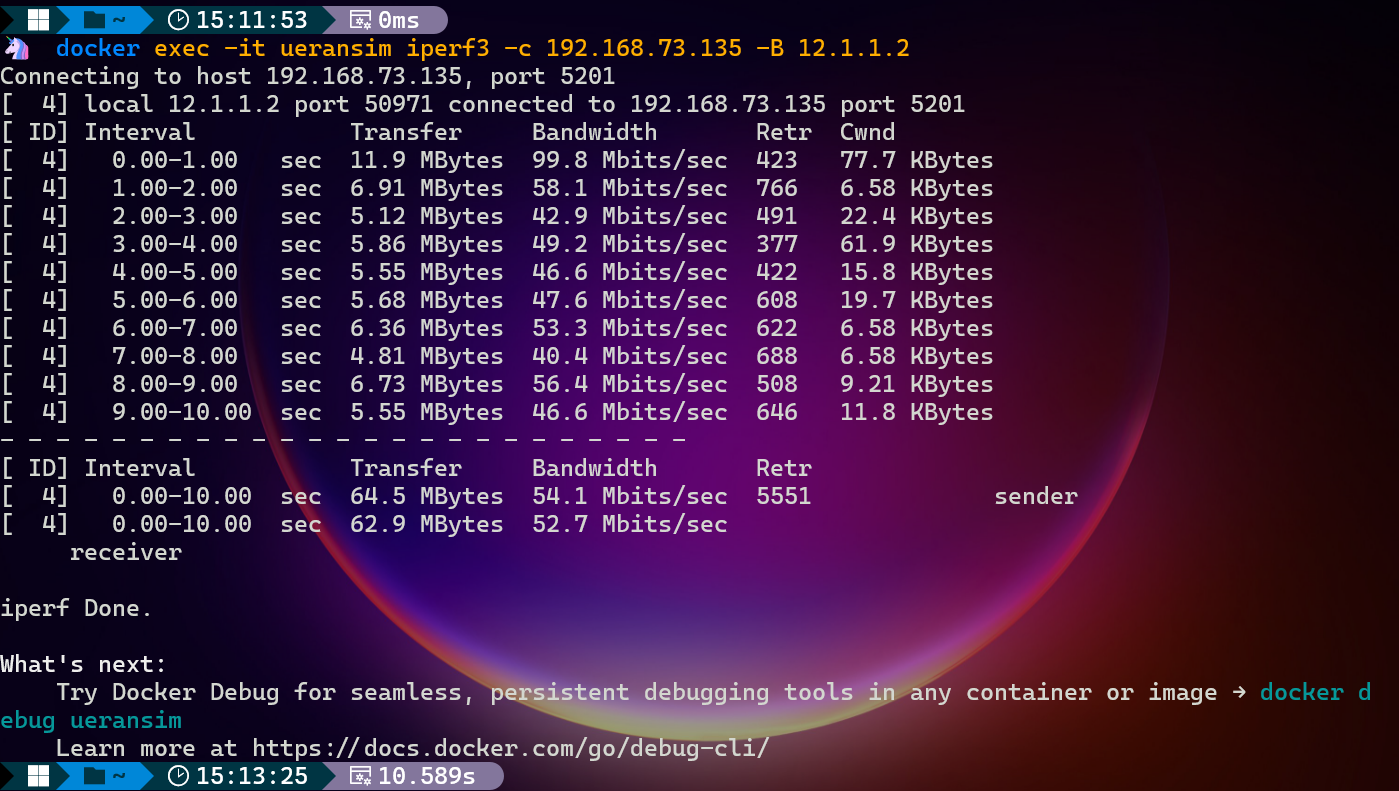 ~ 15:11:53 0ms
docker exec -it ueransim iperf3 -c 192.168.73.135 -B 12.1.1.2
Connecting to host 192.168.73.135, port 5201
[  4] local 12.1.1.2 port 50971 connected to 192.168.73.135 port 5201
[ ID] Interval           Transfer     Bandwidth       Retr  Cwnd
[  4]   0.00-1.00   sec  11.9 MBytes  99.8 Mbits/sec  423   77.7 KBytes
[  4]   1.00-2.00   sec  6.91 MBytes  58.1 Mbits/sec  766   6.58 KBytes
[  4]   2.00-3.00   sec  5.12 MBytes  42.9 Mbits/sec  491   22.4 KBytes
[  4]   3.00-4.00   sec  5.86 MBytes  49.2 Mbits/sec  377   61.9 KBytes
[  4]   4.00-5.00   sec  5.55 MBytes  46.6 Mbits/sec  422   15.8 KBytes
[  4]   5.00-6.00   sec  5.68 MBytes  47.6 Mbits/sec  608   19.7 KBytes
[  4]   6.00-7.00   sec  6.36 MBytes  53.3 Mbits/sec  622   6.58 KBytes
[  4]   7.00-8.00   sec  4.81 MBytes  40.4 Mbits/sec  688   6.58 KBytes
[  4]   8.00-9.00   sec  6.73 MBytes  56.4 Mbits/sec  508   9.21 KBytes
[  4]   9.00-10.00  sec  5.55 MBytes  46.6 Mbits/sec  646   11.8 KBytes
- - - - - - - - - - - - - - - - - - - - - - - - -
[ ID] Interval           Transfer     Bandwidth       Retr
[  4]   0.00-10.00  sec  64.5 MBytes  54.1 Mbits/sec  5551             sender
[  4]   0.00-10.00  sec  62.9 MBytes  52.7 Mbits/sec
     receiver
iperf Done.
What's next:
    Try Docker Debug for seamless, persistent debugging tools in any container or image → docker d
ebug ueransim
    Learn more at https://docs.docker.com/go/debug-cli/
~ 15:13:25 10.589s